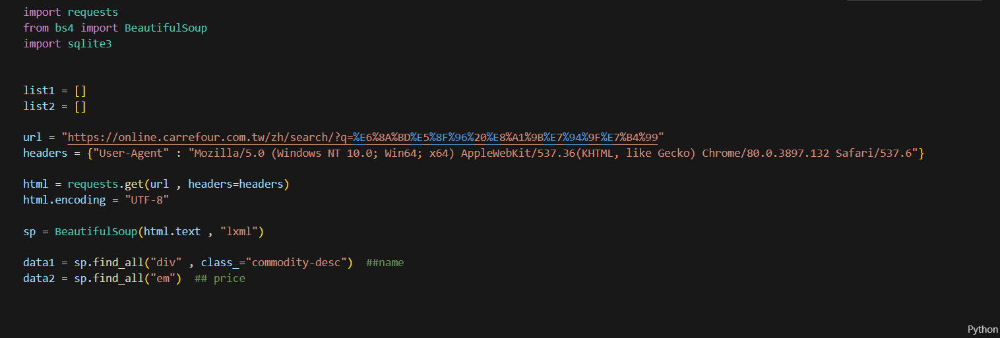 import requests
from bs4 import BeautifulSoup
import sqlite3
list1 = []
list2 = []
url = "https://online.carrefour.com.tw/zh/search/?q=%E6%8A%BD%E5%8F%96%20%E8%A1%9B%E7%94%9F%E7%B4%99"
headers = {"User-Agent" : "Mozilla/5.0 (Windows NT 10.0; Win64; x64) AppleWebKit/537.36(KHTML, like Gecko) Chrome/80.0.3897.132 Safari/537.6"}
html = requests.get(url , headers=headers)
html.encoding = "UTF-8"
sp = BeautifulSoup(html.text , "lxml")
data1 = sp.find_all("div" , class_="commodity-desc")  ##name
data2 = sp.find_all("em")  ## price
Python